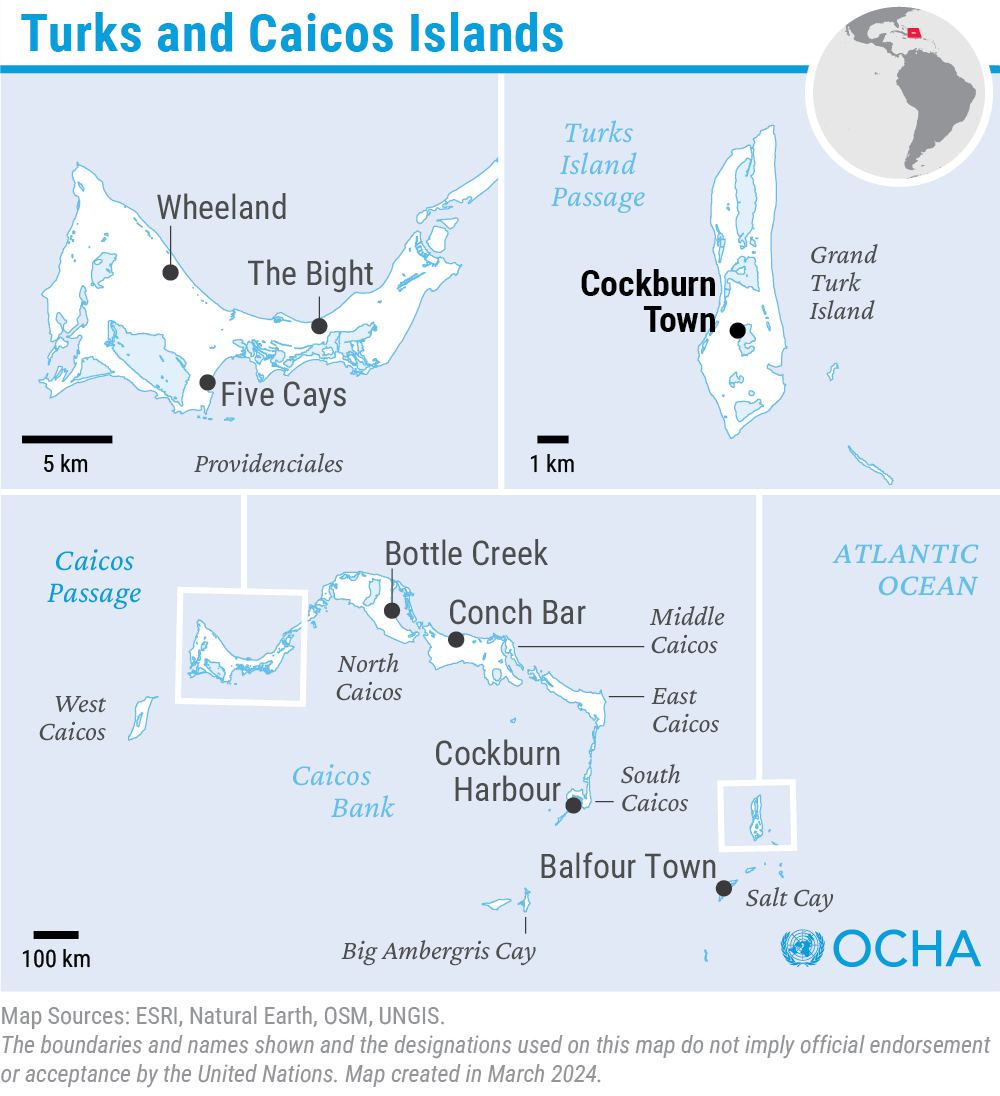 Turks and Caicos Islands
Wheeland
The Bight
Five Cays
5 km
Providenciales
Turks
Island
Passage
Cockburn
Town
Grand
Turk
Island
1 km
Caicos
Passage
Bottle Creek
Conch Bar
ATLANTIC
OCEAN
Middle
Caicos
North
Caicos
East
Caicos
West
Caicos
Cockburn
Harbour
South
Caicos
Caicos
Bank
Balfour Town
Salt Cay
Big Ambergris Cay
100 km
OCHA
Map Sources: ESRI, Natural Earth, OSM, UNGIS.
The boundaries and names shown and the designations used on this map do not imply official endorsement
or acceptance by the United Nations. Map created in March 2024.